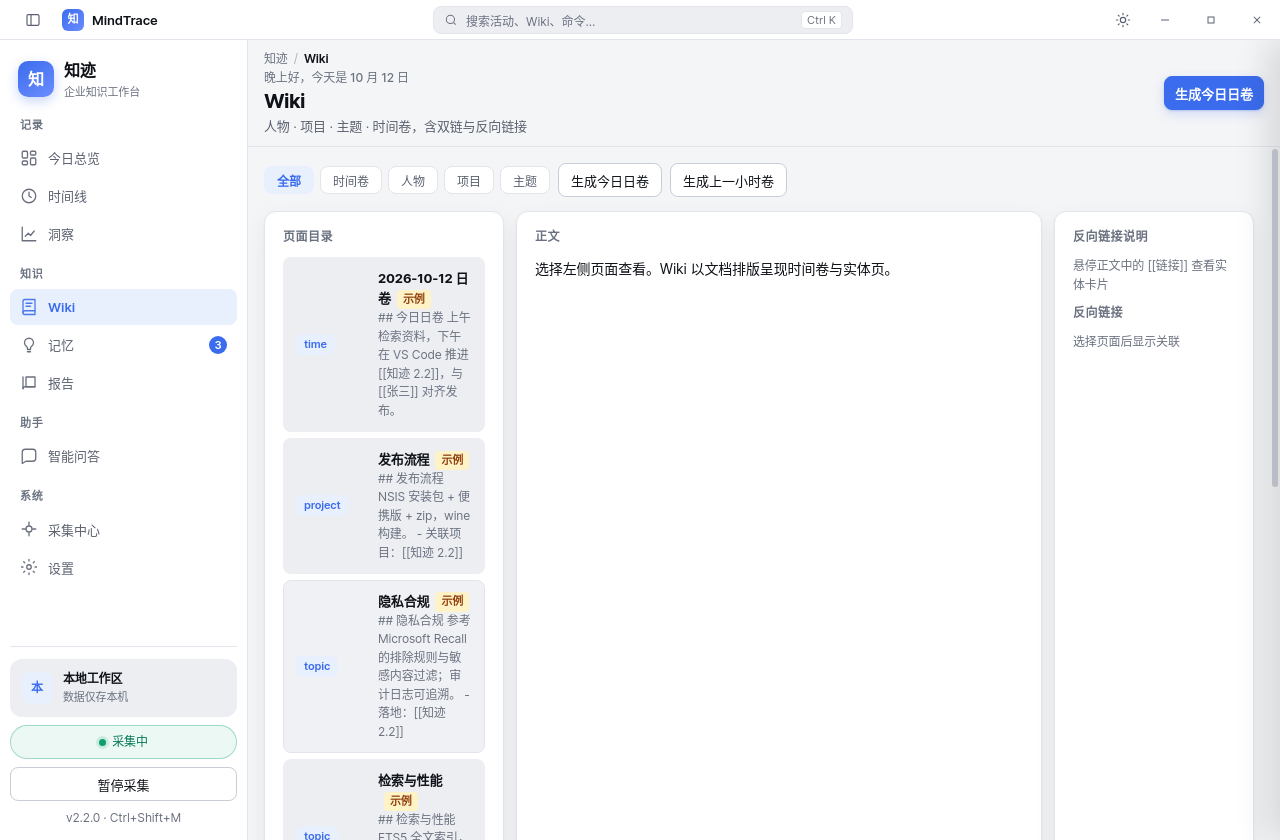 知 MindTrace
搜索活动、Wiki、命令... Ctrl K
知 知迹
企业知识工作台
记录
今日总览
时间线
洞察
知识
Wiki
记忆 3
报告
助手
智能问答
系统
采集中心
设置
本 本地工作区
数据仅存本机
采集中
暂停采集
v2.2.0 · Ctrl+Shift+M
知迹 / Wiki
晚上好，今天是 10 月 12 日
Wiki
人物 · 项目 · 主题 · 时间卷，含双链与反向链接
生成今日日卷
全部 时间卷 人物 项目 主题 生成今日日卷 生成上一小时卷
页面目录
time
2026-10-12 日
卷 示例
## 今日日卷 上午
检索资料，下午
在 VS Code 推进
[[知迹 2.2]]，与
[[张三]] 对齐发
布。
project
发布流程 示例
## 发布流程
NSIS 安装包 + 便
携版 + zip，wine
构建。 - 关联项
目：[[知迹 2.2]]
topic
隐私合规 示例
## 隐私合规 参考
Microsoft Recall
的排除规则与敏
感内容过滤；审
计日志可追溯。 -
落地：[[知迹
2.2]]
topic
检索与性能
示例
## 检索与性能
FTS5 全文索引，
正文
选择左侧页面查看。Wiki 以文档排版呈现时间卷与实体页。
反向链接说明
悬停正文中的 [[链接]] 查看实
体卡片
反向链接
选择页面后显示关联